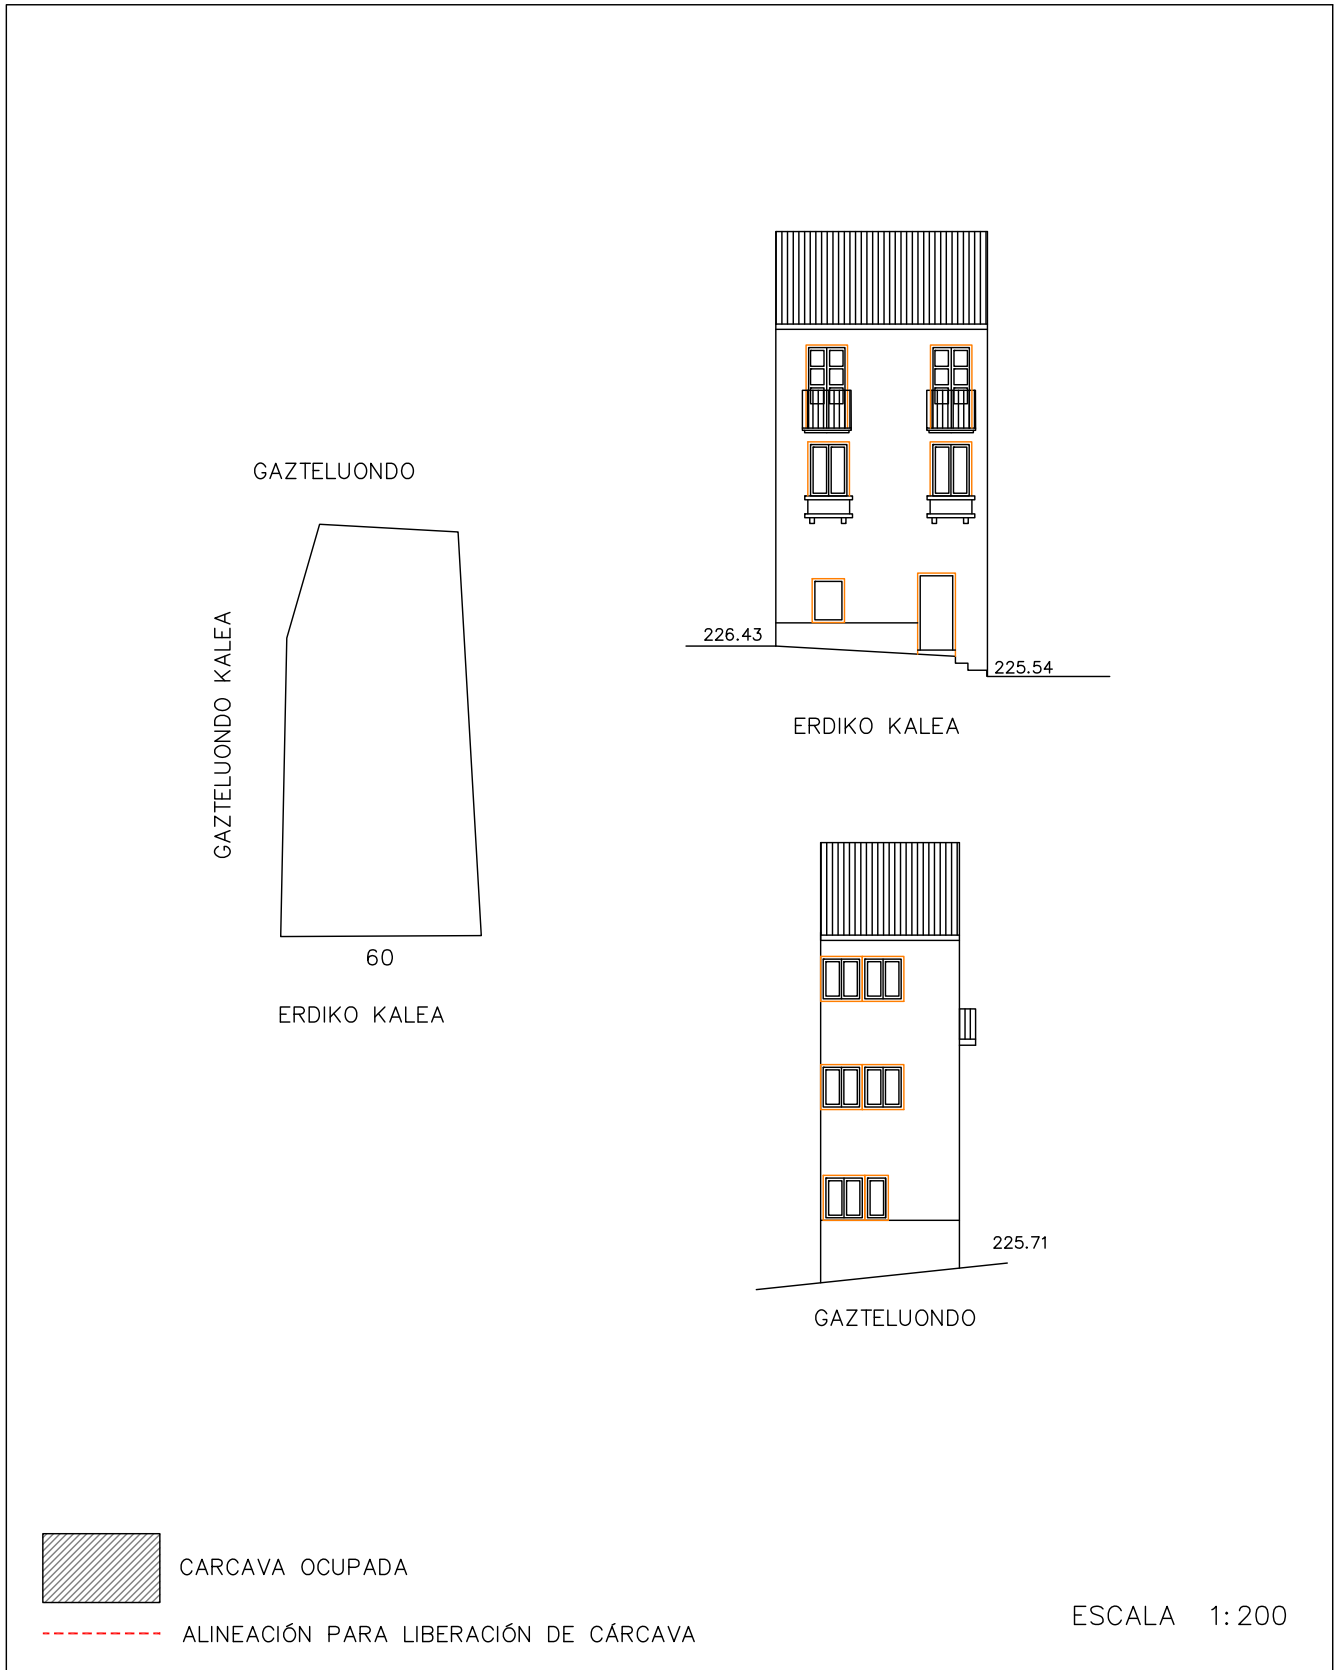 GAZTELUONDO
GAZTELUONDO KALEA
60
ERDIKO KALEA
226.43
225.54
ERDIKO KALEA
225.71
GAZTELUONDO
CARCAVA OCUPADA
ALINEACIÓN PARA LIBERACIÓN DE CÁRCAVA
ESCALA 1:200